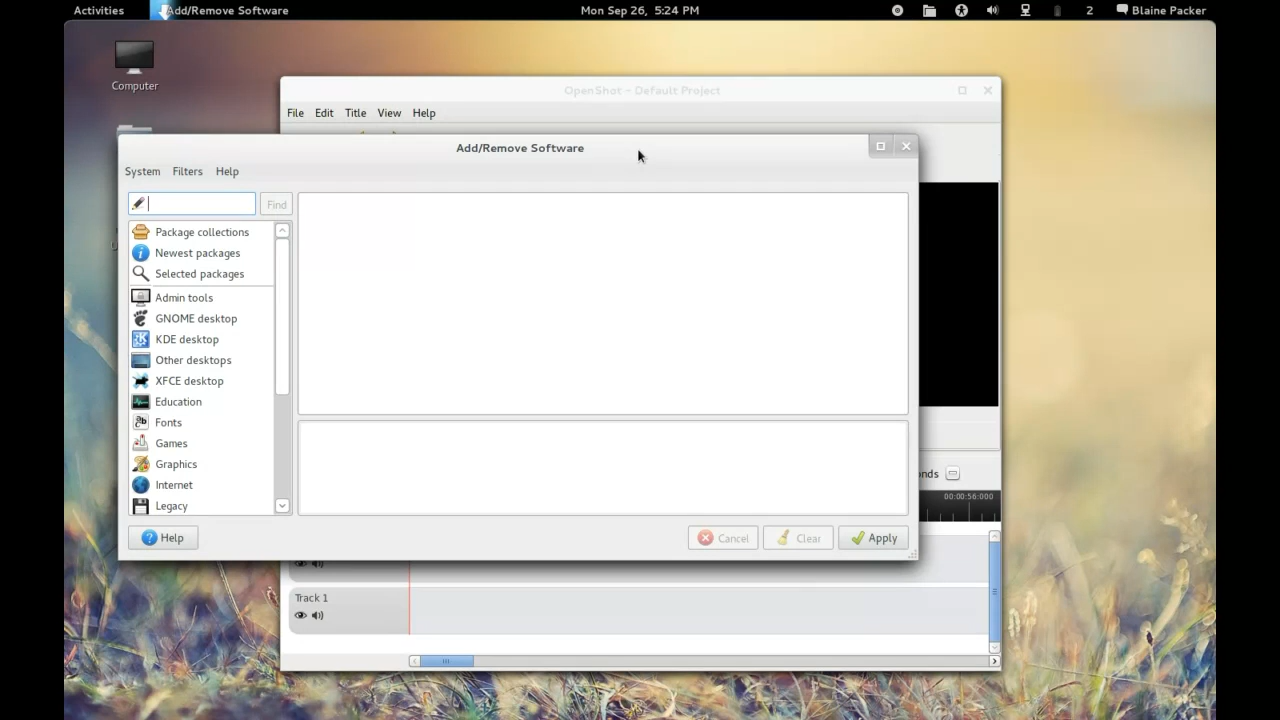 Activities Add/Remove Software Mon Sep 26, 5:24 PM 2 Blaine Packer
Computer
OpenShot - Default Project
File Edit Title View Help
Add/Remove Software
System Filters Help
Find
Package collections
Newest packages
Selected packages
Admin tools
GNOME desktop
KDE desktop
Other desktops
XFCE desktop
Education
Fonts
Games
Graphics
Internet
Legacy
Help Cancel Clear Apply
onds
00:00:56:000
Track 1